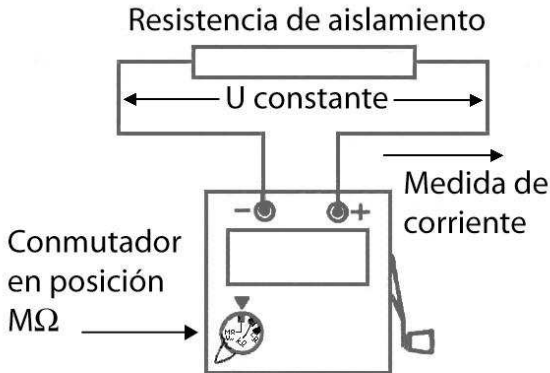 Resistencia de aislamiento
U constante
Medida de
corriente
- +
Conmutador
en posición
MΩ